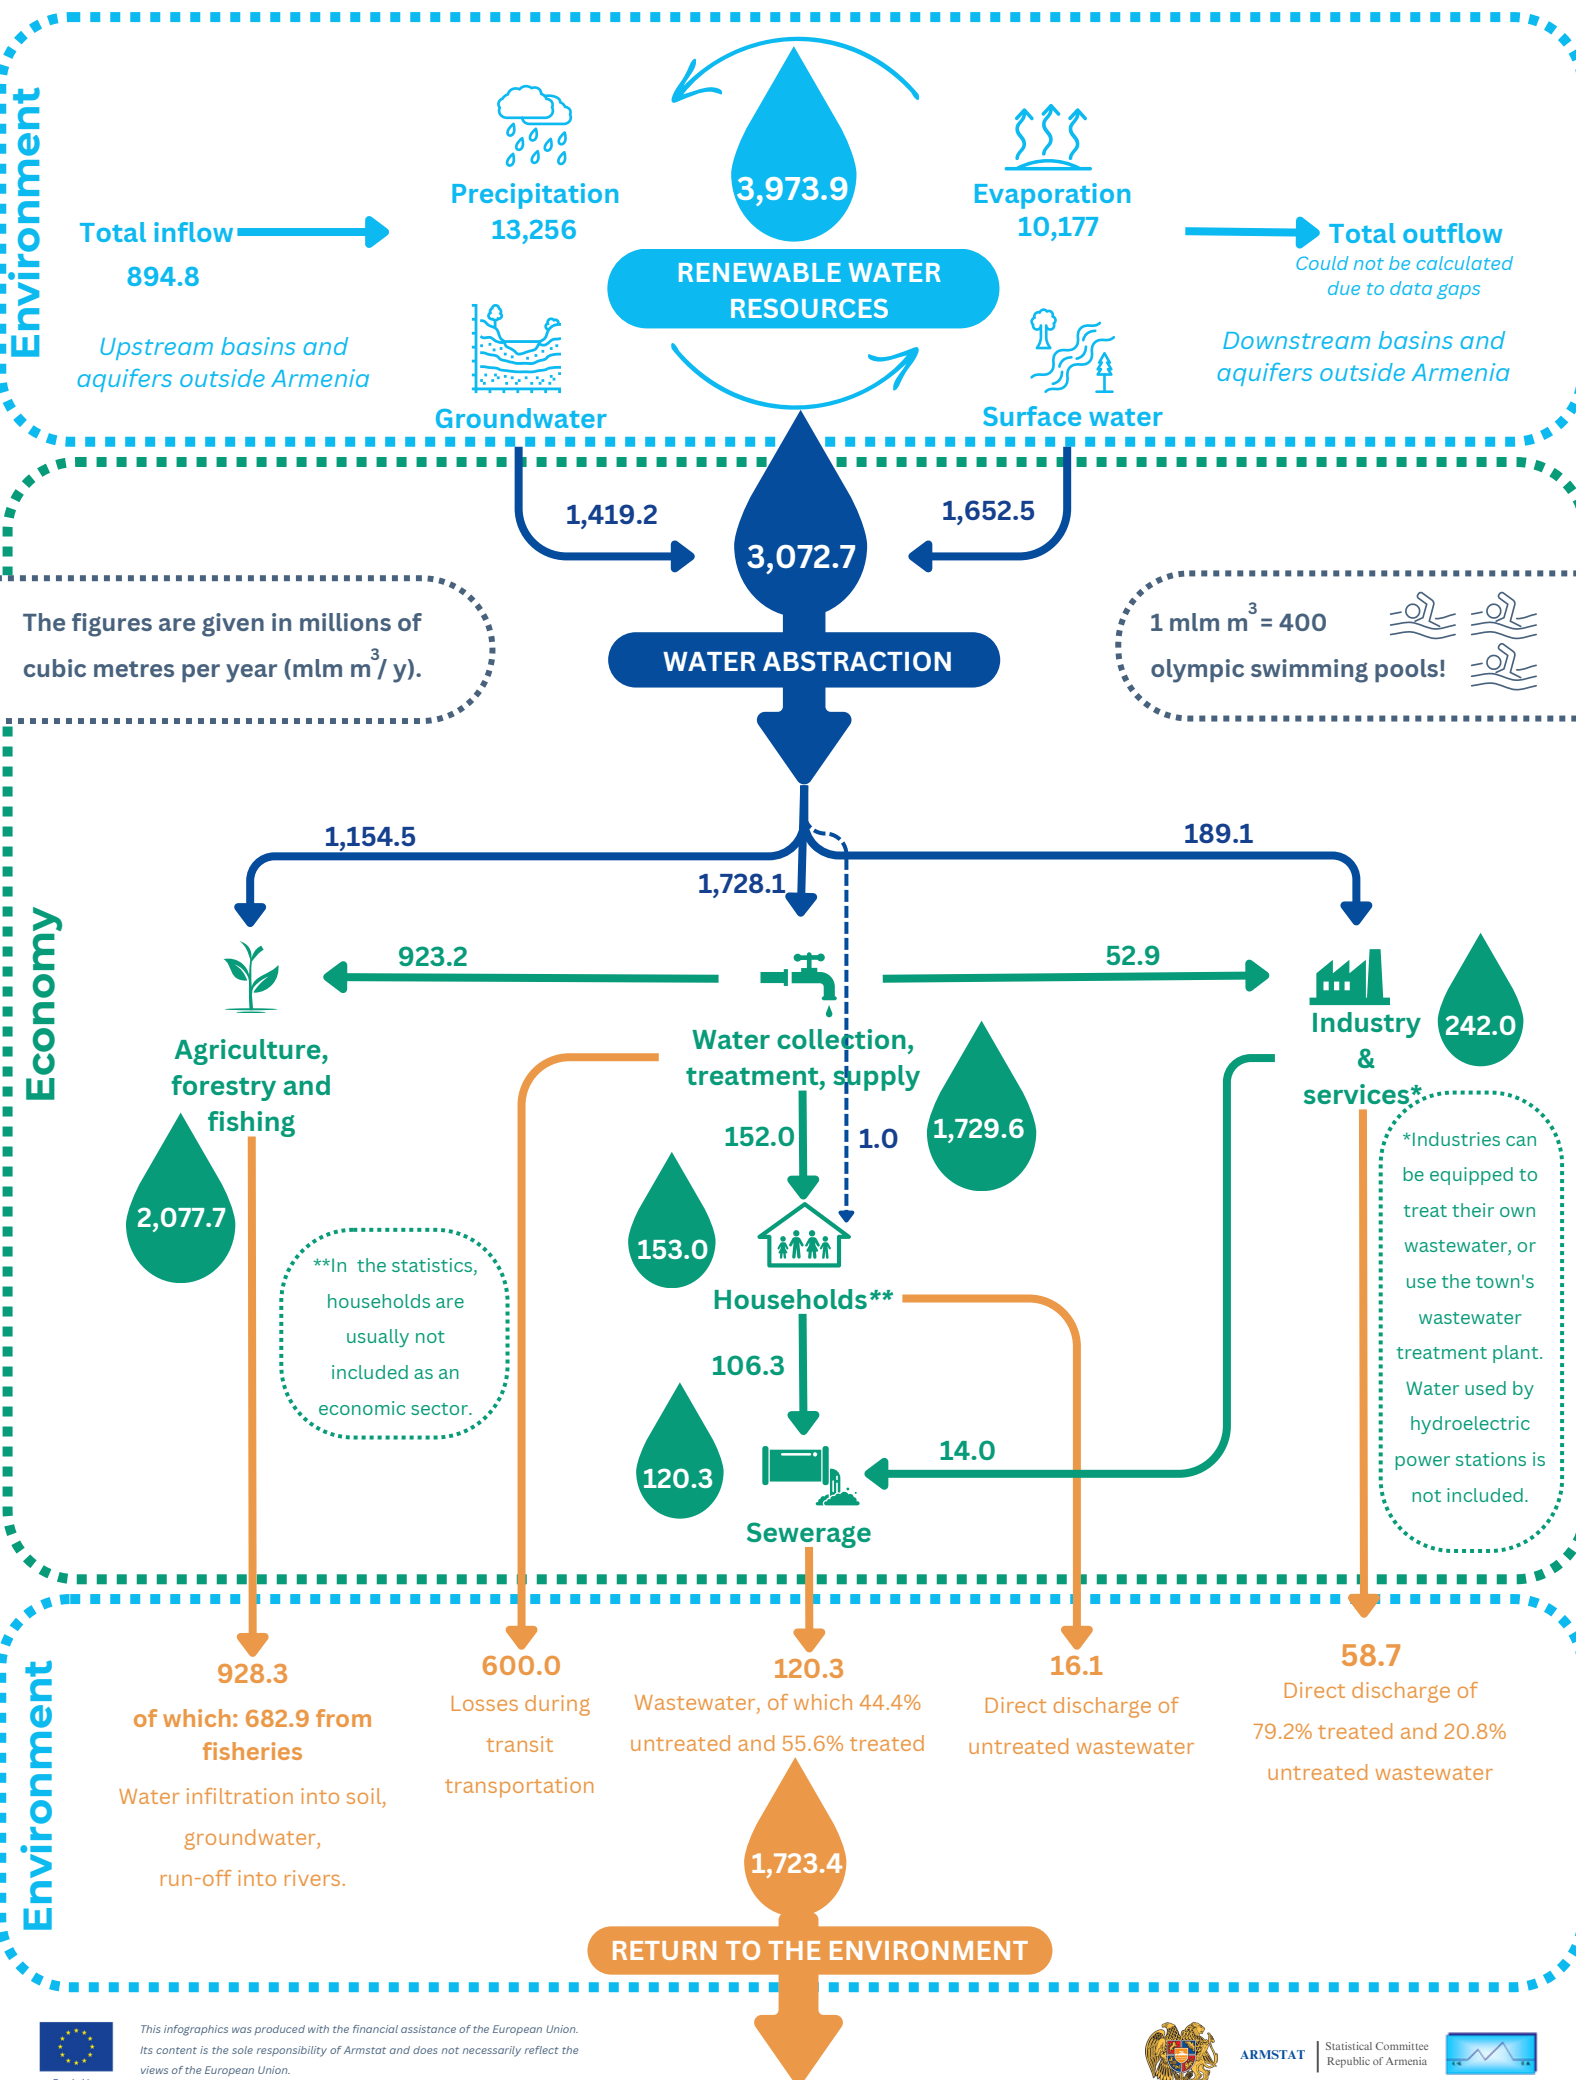 Environment
3,973.9
Precipitation
13,256
Evaporation
10,177
Total inflow
894.8
Total outflow
Could not be calculated
due to data gaps
RENEWABLE WATER
RESOURCES
Upstream basins and
aquifers outside Armenia
Downstream basins and
aquifers outside Armenia
Groundwater
Surface water
1,419.2
3,072.7
1,652.5
The figures are given in millions of
cubic metres per year (mlm m³/ y).
WATER ABSTRACTION
1 mlm m³ = 400
olympic swimming pools!
Economy
1,154.5
1,728.1
189.1
923.2
52.9
Agriculture,
forestry and
fishing
2,077.7
Water collection,
treatment, supply
1,729.6
Industry
&
services*
242.0
152.0
1.0
153.0
Households**
106.3
120.3
14.0
Sewerage
**In the statistics,
households are
usually not
included as an
economic sector.
*Industries can
be equipped to
treat their own
wastewater, or
use the town's
wastewater
treatment plant.
Water used by
hydroelectric
power stations is
not included.
Environment
928.3
of which: 682.9 from
fisheries
Water infiltration into soil,
groundwater,
run-off into rivers.
600.0
Losses during
transit
transportation
120.3
Wastewater, of which 44.4%
untreated and 55.6% treated
16.1
Direct discharge of
untreated wastewater
58.7
Direct discharge of
79.2% treated and 20.8%
untreated wastewater
1,723.4
RETURN TO THE ENVIRONMENT
This infographics was produced with the financial assistance of the European Union.
Its content is the sole responsibility of Armstat and does not necessarily reflect the
views of the European Union.
ARMSTAT
Statistical Committee
Republic of Armenia